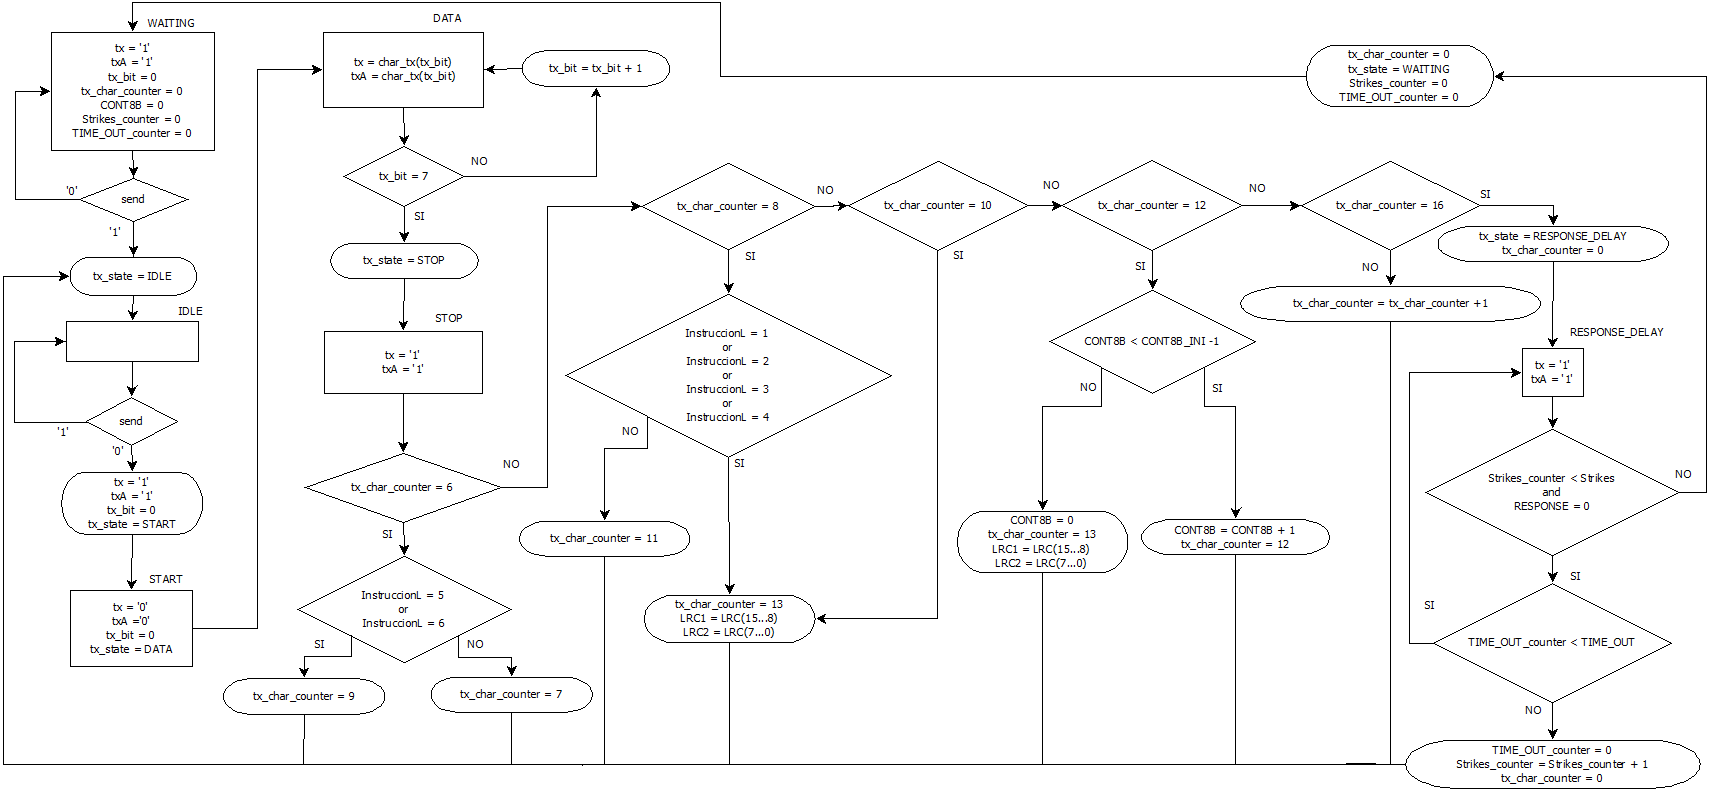 WAITING
tx = '1'
txA = '1'
tx_bit = 0
tx_char_counter = 0
CONT8B = 0
Strikes_counter = 0
TIME_OUT_counter = 0
send
'0'
'1'
tx_state = IDLE
IDLE
send
'1'
'0'
tx = '1'
txA = '1'
tx_bit = 0
tx_state = START
START
tx = '0'
txA ='0'
tx_bit = 0
tx_state = DATA
DATA
tx = char_tx(tx_bit)
txA = char_tx(tx_bit)
tx_bit = tx_bit + 1
tx_bit = 7
NO
SI
tx_state = STOP
STOP
tx = '1'
txA = '1'
tx_char_counter = 6
NO
SI
InstruccionL = 5
or
InstruccionL = 6
SI
NO
tx_char_counter = 9
tx_char_counter = 7
tx_char_counter = 8
NO
SI
InstruccionL = 1
or
InstruccionL = 2
or
InstruccionL = 3
or
InstruccionL = 4
NO
SI
tx_char_counter = 11
tx_char_counter = 13
LRC1 = LRC(15...8)
LRC2 = LRC(7...0)
tx_char_counter = 10
NO
SI
tx_char_counter = 12
NO
SI
CONT8B < CONT8B_INI -1
NO
SI
CONT8B = 0
tx_char_counter = 13
LRC1 = LRC(15...8)
LRC2 = LRC(7...0)
CONT8B = CONT8B + 1
tx_char_counter = 12
tx_char_counter = 16
SI
NO
tx_char_counter = tx_char_counter +1
tx_state = RESPONSE_DELAY
tx_char_counter = 0
RESPONSE_DELAY
tx = '1'
txA = '1'
Strikes_counter < Strikes
and
RESPONSE = 0
NO
SI
TIME_OUT_counter < TIME_OUT
SI
NO
TIME_OUT_counter = 0
Strikes_counter = Strikes_counter + 1
tx_char_counter = 0
tx_char_counter = 0
tx_state = WAITING
Strikes_counter = 0
TIME_OUT_counter = 0